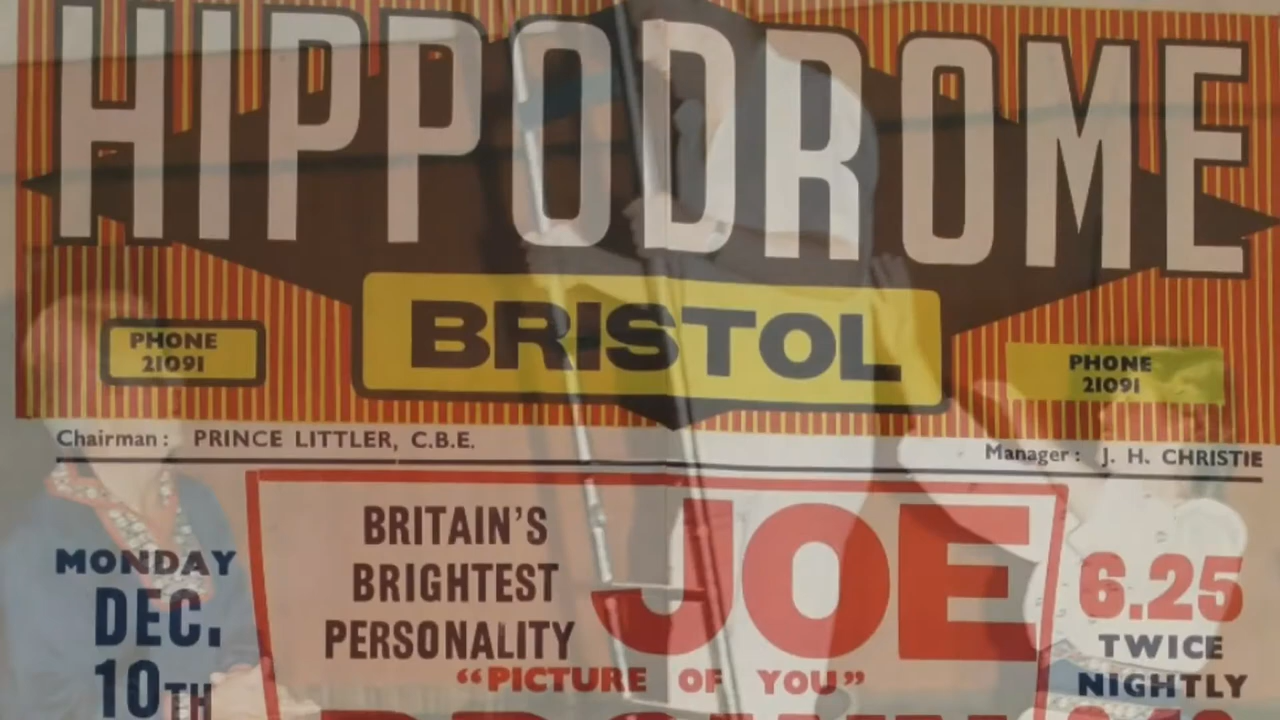 HIPPODROME
BRISTOL
PHONE
21091
PHONE
21091
Chairman: PRINCE LITTLER, C.B.E.
Manager: J. H. CHRISTIE
MONDAY
DEC.
10TH
BRITAIN'S
BRIGHTEST
PERSONALITY
JOE
"PICTURE OF YOU"
BROWN
6.25
TWICE
NIGHTLY